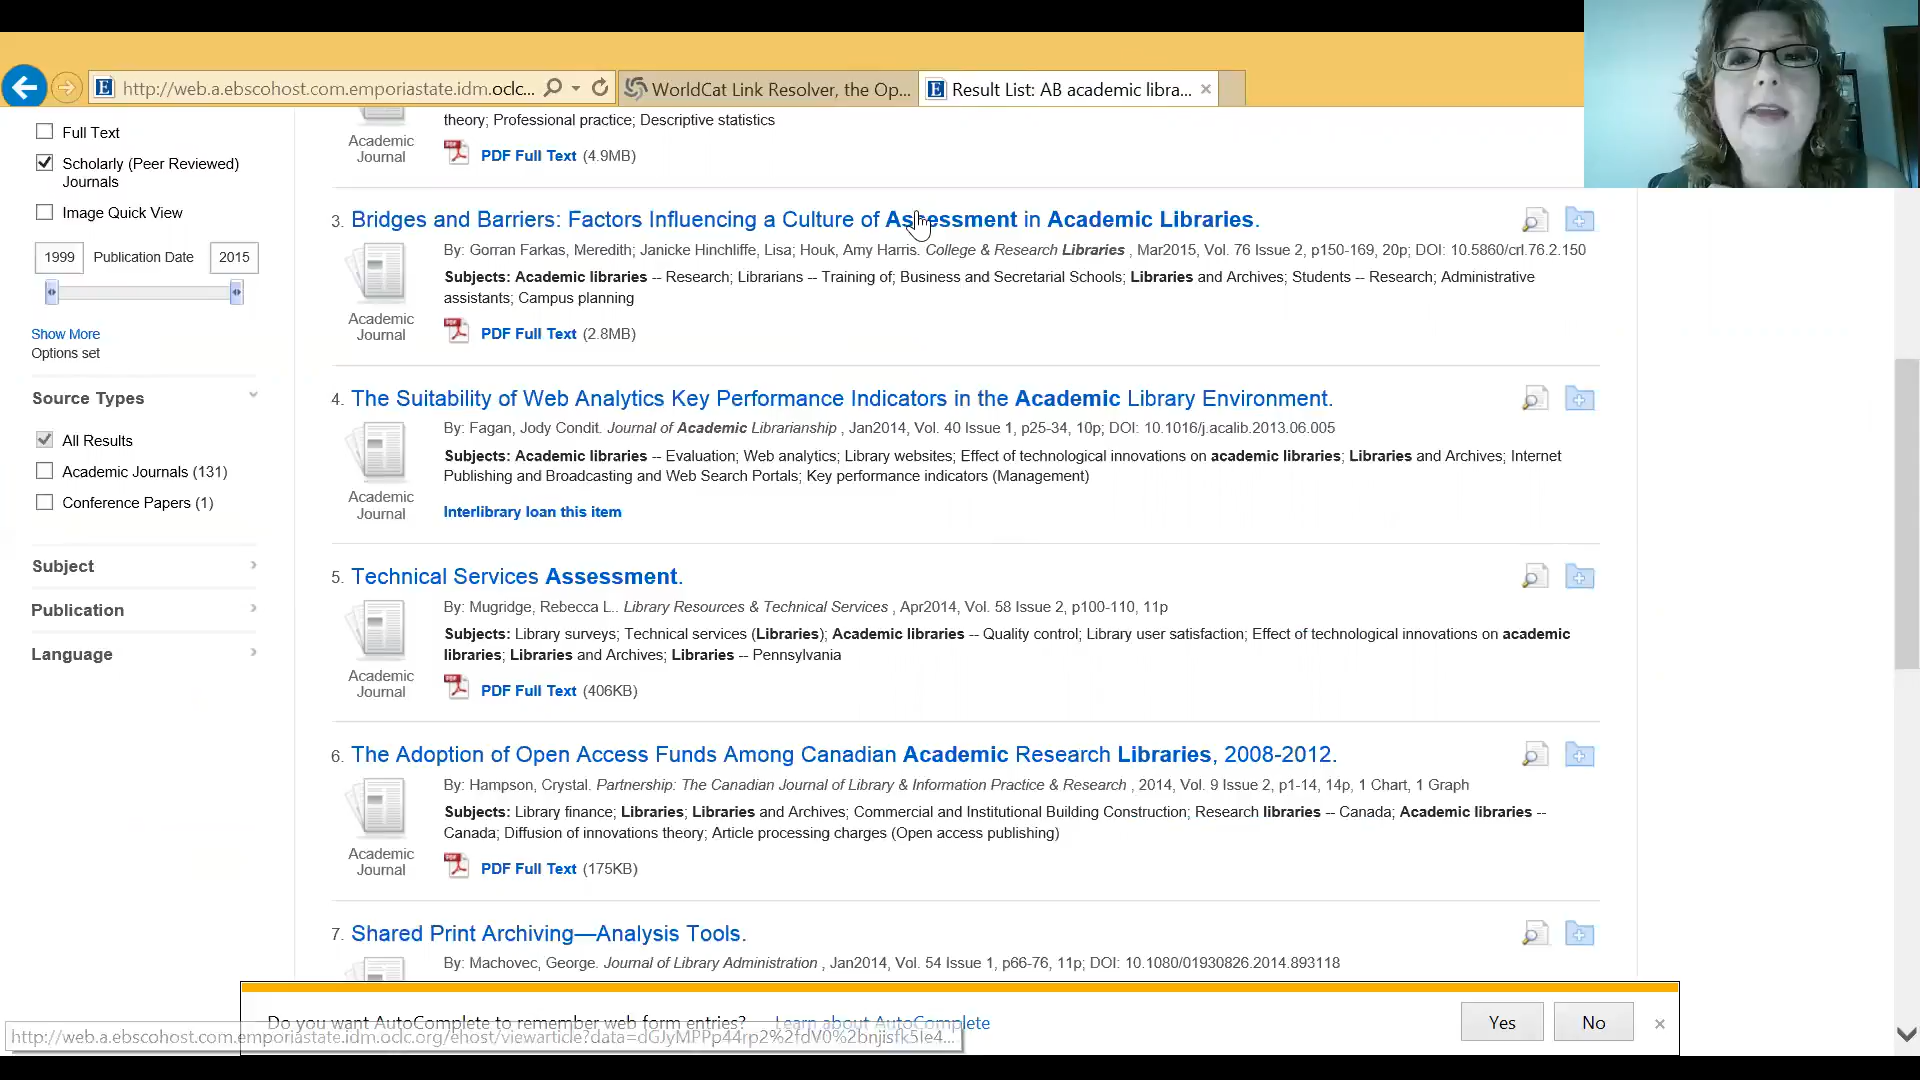 http://web.a.ebscohost.com.emporiastate.idm.oclc...
WorldCat Link Resolver, the Op...
Result List: AB academic libra...
Full Text
Scholarly (Peer Reviewed)
Journals
Image Quick View
1999 Publication Date 2015
Show More
Options set
Source Types
All Results
Academic Journals (131)
Conference Papers (1)
Subject
Publication
Language
theory; Professional practice; Descriptive statistics
Academic
Journal
PDF Full Text (4.9MB)
3. Bridges and Barriers: Factors Influencing a Culture of Assessment in Academic Libraries.
By: Gorran Farkas, Meredith; Janicke Hinchliffe, Lisa; Houk, Amy Harris. College & Research Libraries , Mar2015, Vol. 76 Issue 2, p150-169, 20p; DOI: 10.5860/crl.76.2.150
Subjects: Academic libraries -- Research; Librarians -- Training of; Business and Secretarial Schools; Libraries and Archives; Students -- Research; Administrative
assistants; Campus planning
Academic
Journal
PDF Full Text (2.8MB)
4. The Suitability of Web Analytics Key Performance Indicators in the Academic Library Environment.
By: Fagan, Jody Condit. Journal of Academic Librarianship , Jan2014, Vol. 40 Issue 1, p25-34, 10p; DOI: 10.1016/j.acalib.2013.06.005
Subjects: Academic libraries -- Evaluation; Web analytics; Library websites; Effect of technological innovations on academic libraries; Libraries and Archives; Internet
Publishing and Broadcasting and Web Search Portals; Key performance indicators (Management)
Academic
Journal
Interlibrary loan this item
5. Technical Services Assessment.
By: Mugridge, Rebecca L.. Library Resources & Technical Services , Apr2014, Vol. 58 Issue 2, p100-110, 11p
Subjects: Library surveys; Technical services (Libraries); Academic libraries -- Quality control; Library user satisfaction; Effect of technological innovations on academic
libraries; Libraries and Archives; Libraries -- Pennsylvania
Academic
Journal
PDF Full Text (406KB)
6. The Adoption of Open Access Funds Among Canadian Academic Research Libraries, 2008-2012.
By: Hampson, Crystal. Partnership: The Canadian Journal of Library & Information Practice & Research , 2014, Vol. 9 Issue 2, p1-14, 14p, 1 Chart, 1 Graph
Subjects: Library finance; Libraries; Libraries and Archives; Commercial and Institutional Building Construction; Research libraries -- Canada; Academic libraries --
Canada; Diffusion of innovations theory; Article processing charges (Open access publishing)
Academic
Journal
PDF Full Text (175KB)
7. Shared Print Archiving—Analysis Tools.
By: Machovec, George. Journal of Library Administration , Jan2014, Vol. 54 Issue 1, p66-76, 11p; DOI: 10.1080/01930826.2014.893118
Do you want AutoComplete to remember web form entries? Learn about AutoComplete
Yes No
http://web.a.ebscohost.com.emporiastate.idm.oclc.org/ehost/viewarticle?data=dGJyMPPp44rp2%2fdV0%2bnjisfk5Ie4...